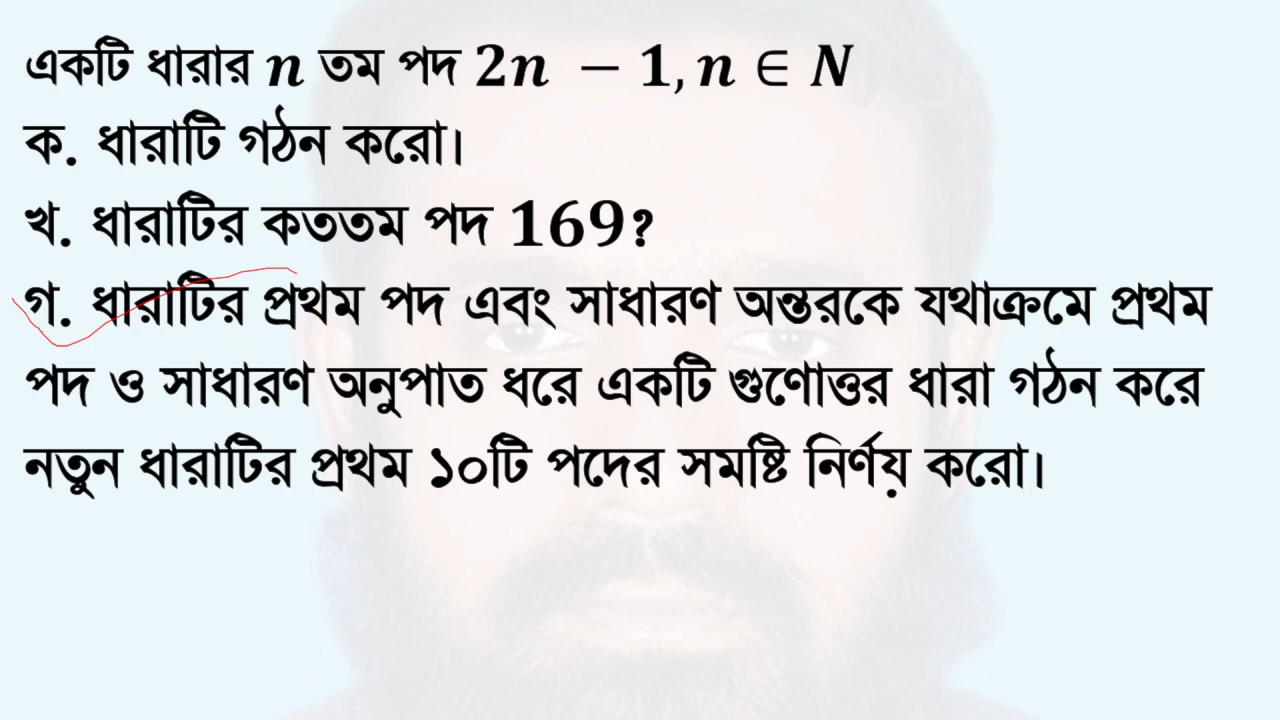 একটি ধারার n তম পদ 2n − 1, n ∈ N
ক. ধারাটি গঠন করো।
খ. ধারাটির কততম পদ 169?
গ. ধারাটির প্রথম পদ এবং সাধারণ অন্তরকে যথাক্রমে প্রথম
পদ ও সাধারণ অনুপাত ধরে একটি গুণোত্তর ধারা গঠন করে
নতুন ধারাটির প্রথম ১০টি পদের সমষ্টি নির্ণয় করো।